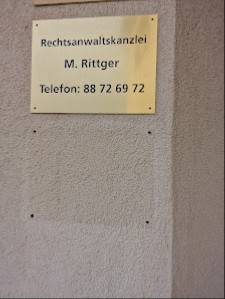 Rechtsanwaltskanzlei
M. Rittger
Telefon: 88 72 69 72